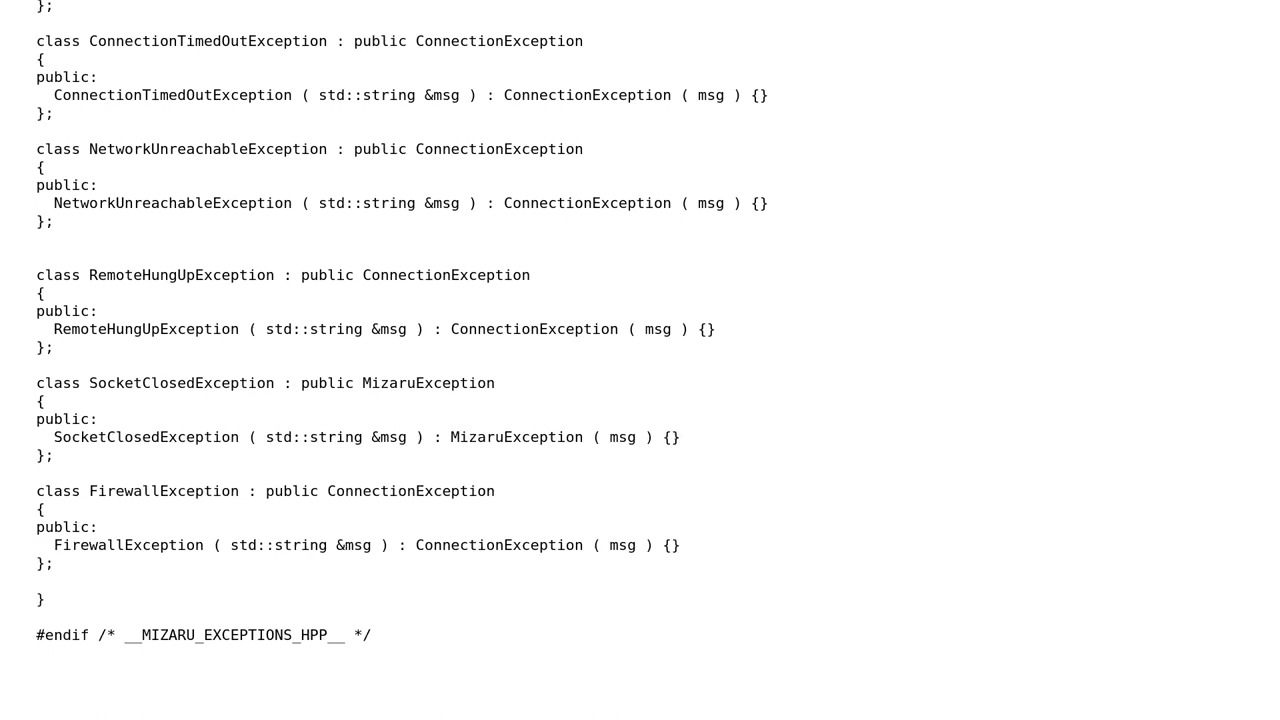 };
class ConnectionTimedOutException : public ConnectionException
{
public:
  ConnectionTimedOutException ( std::string &msg ) : ConnectionException ( msg ) {}
};
class NetworkUnreachableException : public ConnectionException
{
public:
  NetworkUnreachableException ( std::string &msg ) : ConnectionException ( msg ) {}
};
class RemoteHungUpException : public ConnectionException
{
public:
  RemoteHungUpException ( std::string &msg ) : ConnectionException ( msg ) {}
};
class SocketClosedException : public MizaruException
{
public:
  SocketClosedException ( std::string &msg ) : MizaruException ( msg ) {}
};
class FirewallException : public ConnectionException
{
public:
  FirewallException ( std::string &msg ) : ConnectionException ( msg ) {}
};
}
#endif /* __MIZARU_EXCEPTIONS_HPP__ */